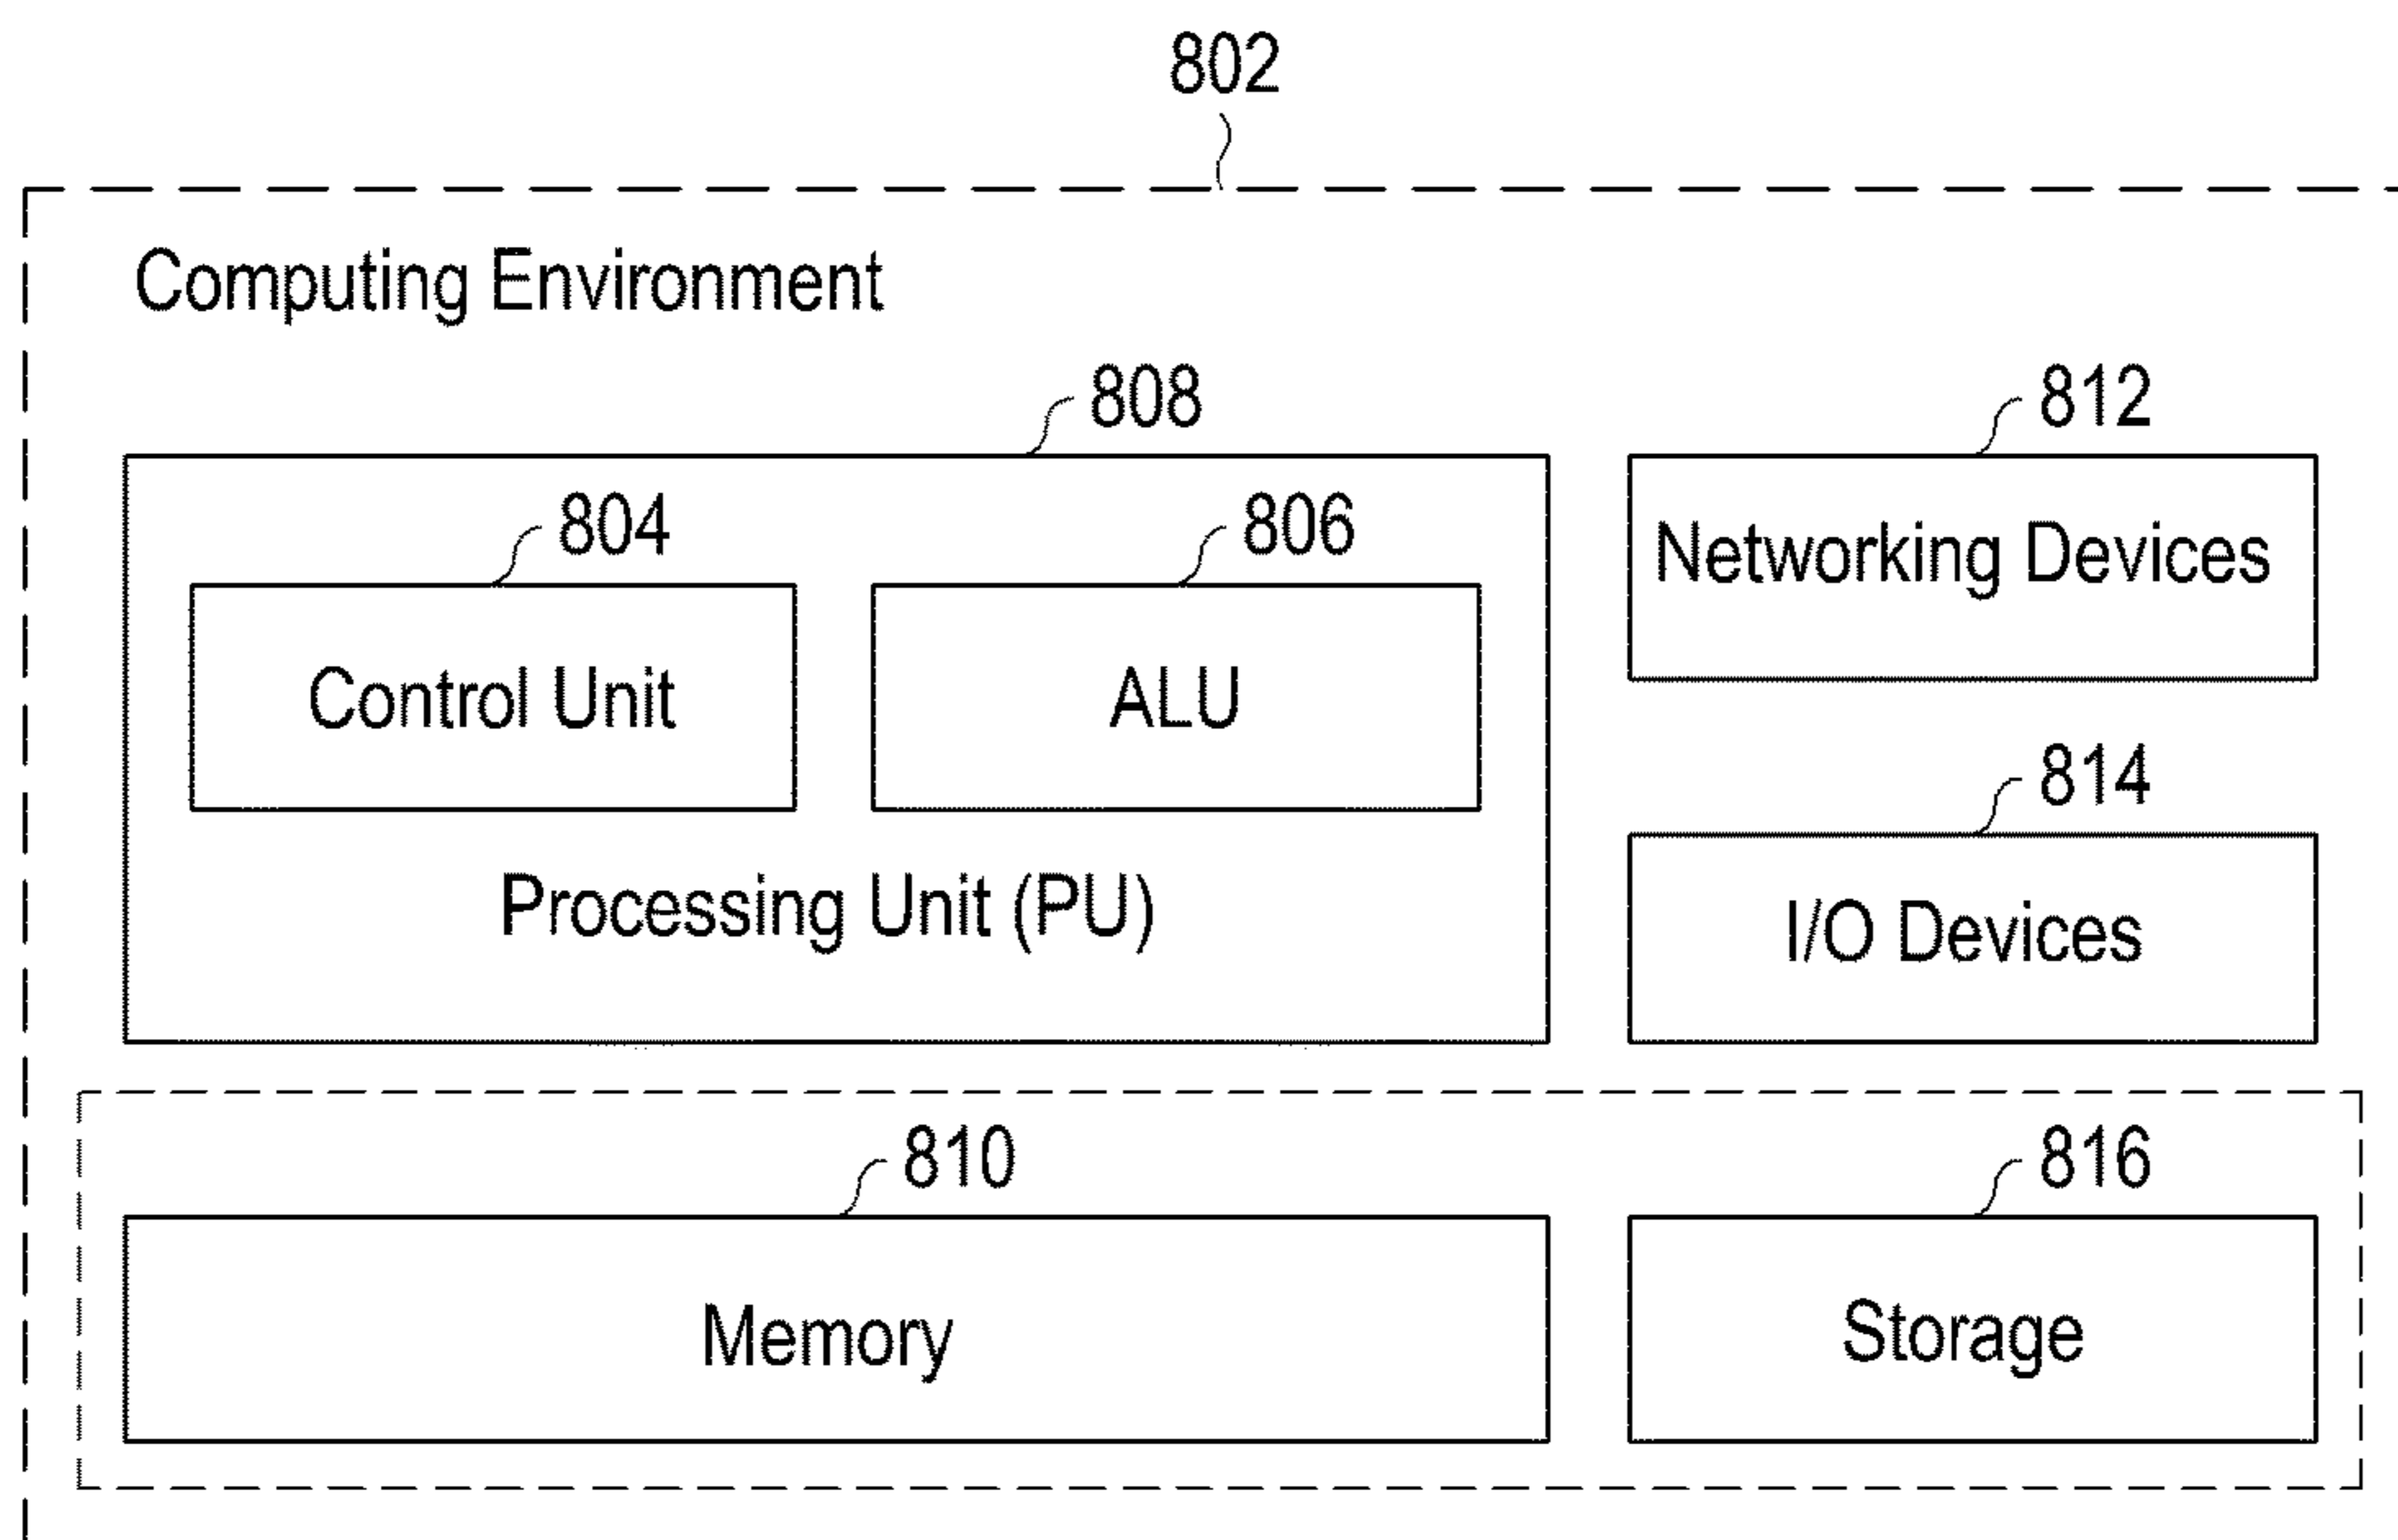 802
Computing Environment
808
812
804
806
Networking Devices
Control Unit
ALU
814
Processing Unit (PU)
I/O Devices
810
816
Memory
Storage